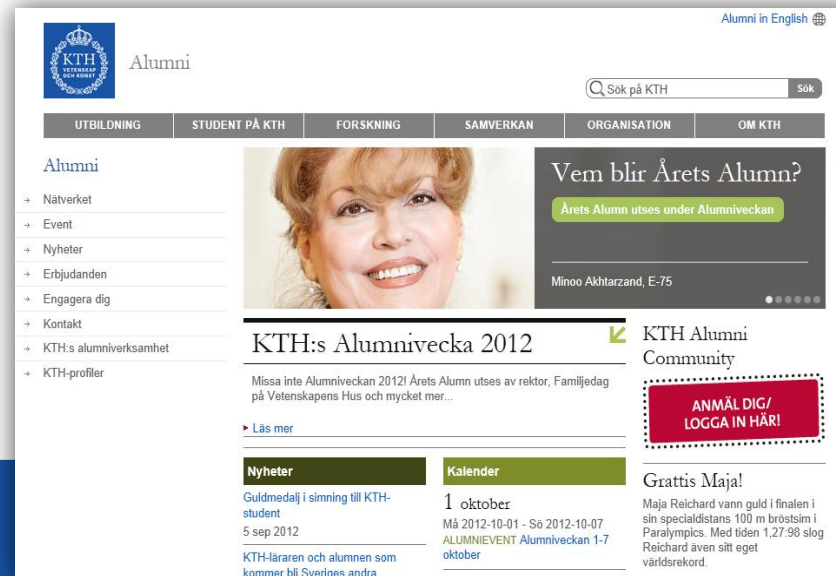 Alumni in English
KTH
VETENSKAP
OCH KONST
Alumni
Sök på KTH
Sök
UTBILDNING
STUDENT PÅ KTH
FORSKNING
SAMVERKAN
ORGANISATION
OM KTH
Alumni
Nätverket
Event
Nyheter
Erbjudanden
Engagera dig
Kontakt
KTH:s alumniverksamhet
KTH-profiler
Vem blir Årets Alumn?
Årets Alumn utses under Alumniveckan
Minoo Akhtarzand, E-75
KTH:s Alumnivecka 2012
Missa inte Alumniveckan 2012! Årets Alumn utses av rektor, Familjedag
på Vetenskapens Hus och mycket mer...
Läs mer
Nyheter
Guldmedalj i simning till KTH-
student
5 sep 2012
KTH-läraren och alumnen som
kommer bli Sveriges andra
Kalender
1 oktober
Må 2012-10-01 - Sö 2012-10-07
ALUMNIEVENT Alumniveckan 1-7
oktober
KTH Alumni
Community
ANMÄL DIG/
LOGGA IN HÄR!
Grattis Maja!
Maja Reichard vann guld i finalen i
sin specialdistans 100 m bröstsim i
Paralympics. Med tiden 1,27:98 slog
Reichard även sitt eget
världsrekord.